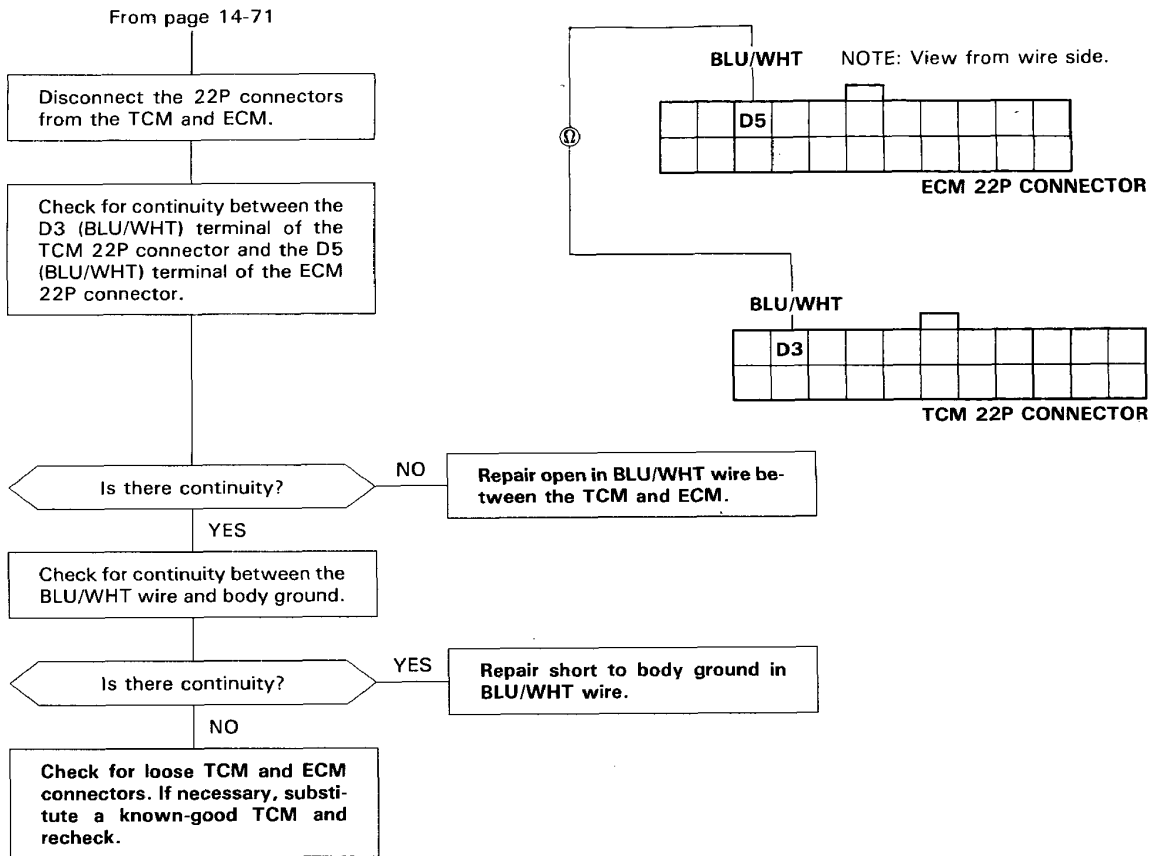 From page 14-71
Disconnect the 22P connectors
from the TCM and ECM.
Check for continuity between the
D3 (BLU/WHT) terminal of the
TCM 22P connector and the D5
(BLU/WHT) terminal of the ECM
22P connector.
BLU/WHT
NOTE: View from wire side.
D5
Ω
ECM 22P CONNECTOR
BLU/WHT
D3
TCM 22P CONNECTOR
Is there continuity?
NO
Repair open in BLU/WHT wire be-
tween the TCM and ECM.
YES
Check for continuity between the
BLU/WHT wire and body ground.
Is there continuity?
YES
Repair short to body ground in
BLU/WHT wire.
NO
Check for loose TCM and ECM
connectors. If necessary, substi-
tute a known-good TCM and
recheck.